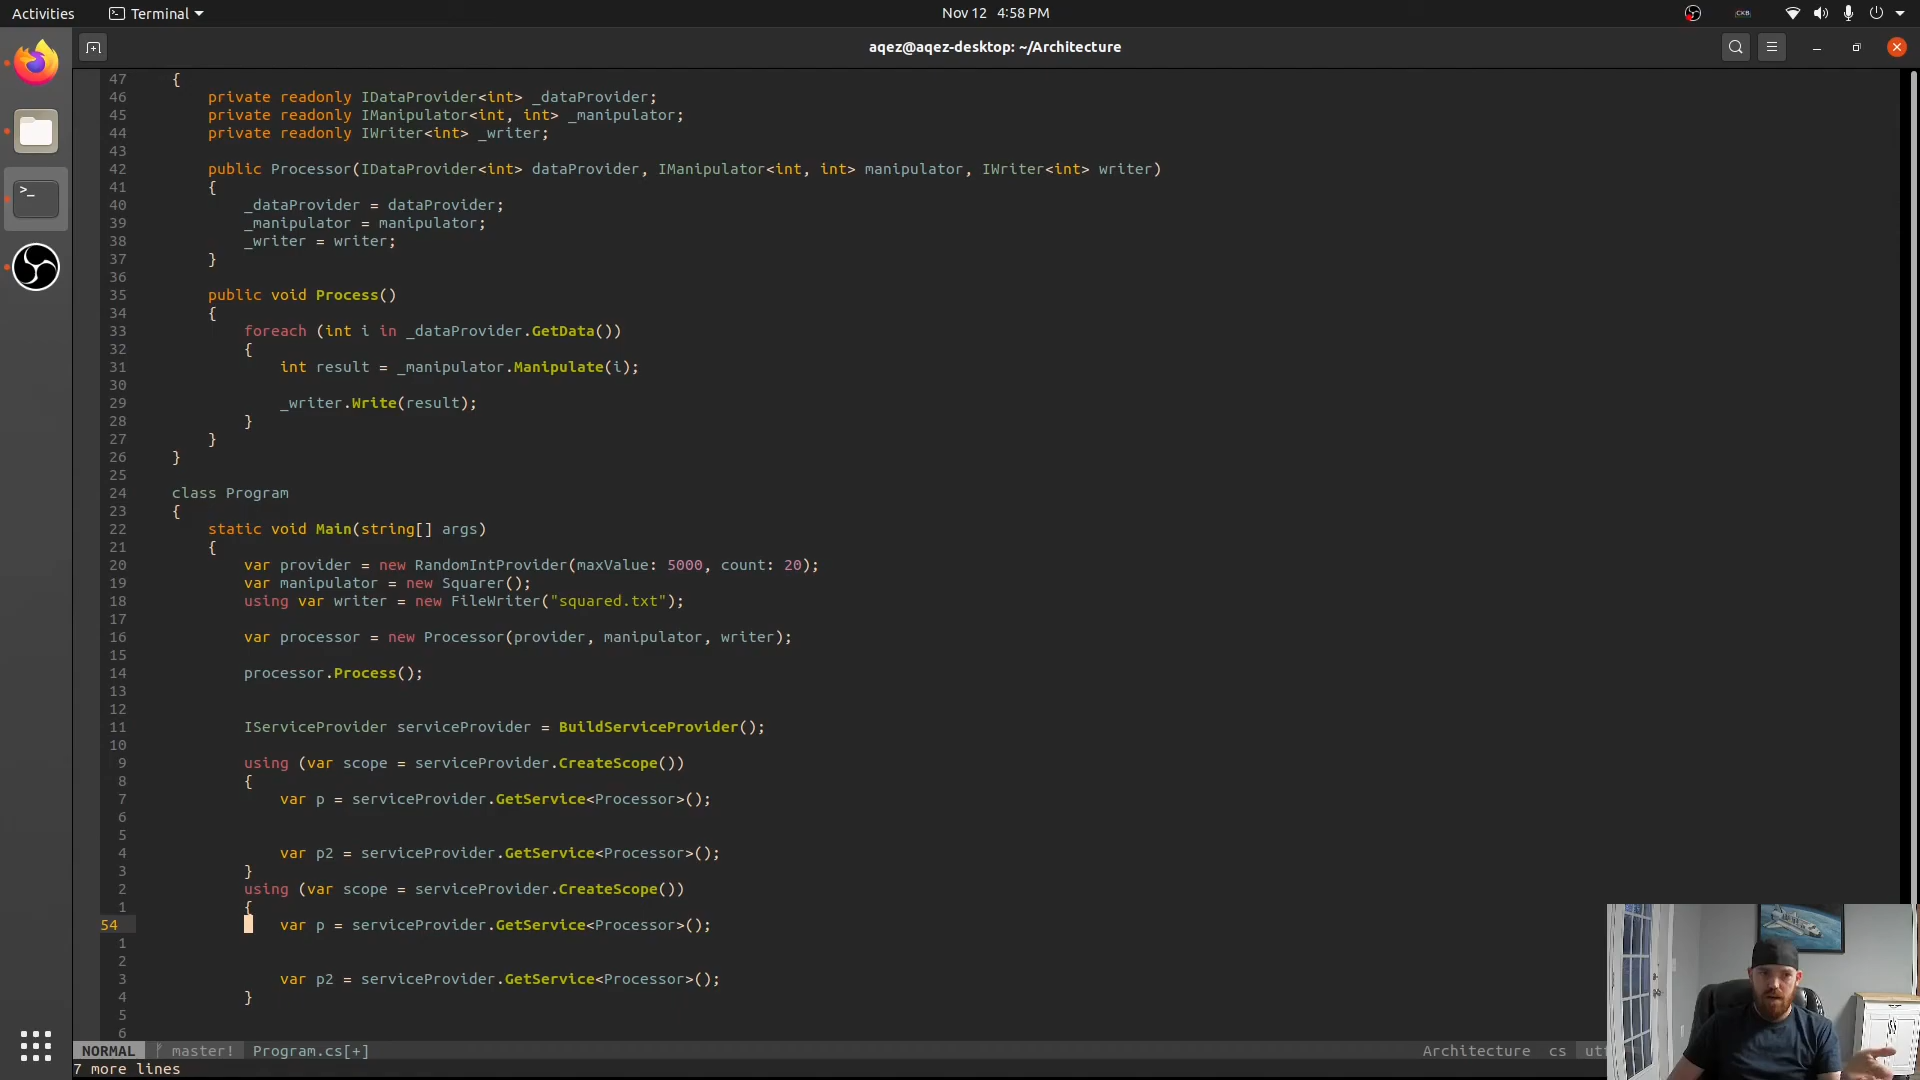 Activities
Terminal
Nov 12 4:58 PM
CKB
aqez@aqez-desktop: ~/Architecture
47 {
46 private readonly IDataProvider<int> _dataProvider;
45 private readonly IManipulator<int, int> _manipulator;
44 private readonly IWriter<int> _writer;
43
42 public Processor(IDataProvider<int> dataProvider, IManipulator<int, int> manipulator, IWriter<int> writer)
41 {
40 _dataProvider = dataProvider;
39 _manipulator = manipulator;
38 _writer = writer;
37 }
36
35 public void Process()
34 {
33 foreach (int i in _dataProvider.GetData())
32 {
31 int result = _manipulator.Manipulate(i);
30
29 _writer.Write(result);
28 }
27 }
26 }
25
24 class Program
23 {
22 static void Main(string[] args)
21 {
20 var provider = new RandomIntProvider(maxValue: 5000, count: 20);
19 var manipulator = new Squarer();
18 using var writer = new FileWriter("squared.txt");
17
16 var processor = new Processor(provider, manipulator, writer);
15
14 processor.Process();
13
12
11 IServiceProvider serviceProvider = BuildServiceProvider();
10
9 using (var scope = serviceProvider.CreateScope())
8 {
7 var p = serviceProvider.GetService<Processor>();
6
5
4 var p2 = serviceProvider.GetService<Processor>();
3 }
2 using (var scope = serviceProvider.CreateScope())
1 {
54 var p = serviceProvider.GetService<Processor>();
1
2
3 var p2 = serviceProvider.GetService<Processor>();
4 }
5
6
NORMAL master! Program.cs[+] Architecture cs
7 more lines